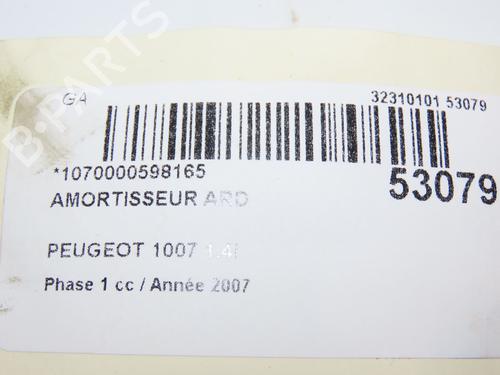 GA
32310101 53079
*1070000598165
53079
AMORTISSEUR ARD
PEUGEOT 1007 1.4i
Phase 1 cc / Année 2007
B-PARTS